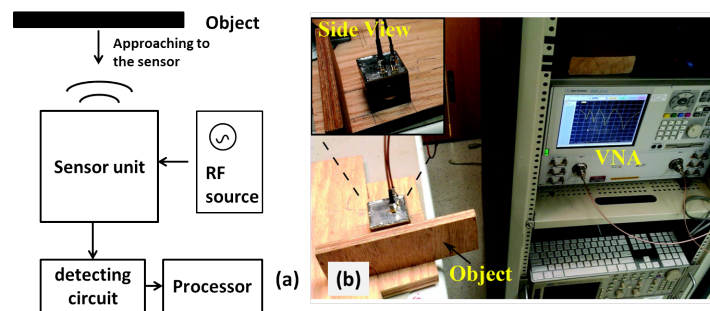 Object
Approaching to
the sensor
Sensor unit
RF
source
detecting
circuit
Processor
(a)
Side View
VNA
Object
(b)